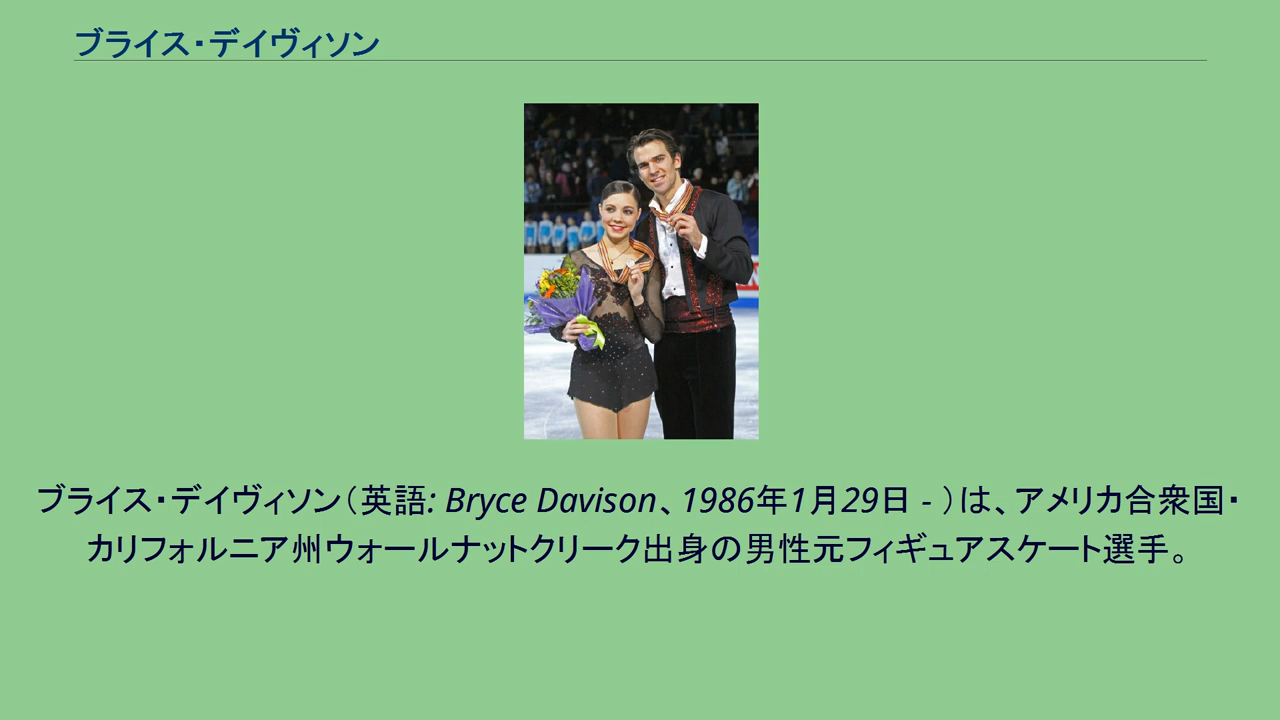 ブライス・デイヴィソン
ブライス・デイヴィソン（英語: Bryce Davison、1986年1月29日 - ）は、アメリカ合衆国・
カリフォルニア州ウォールナットクリーク出身の男性元フィギュアスケート選手。